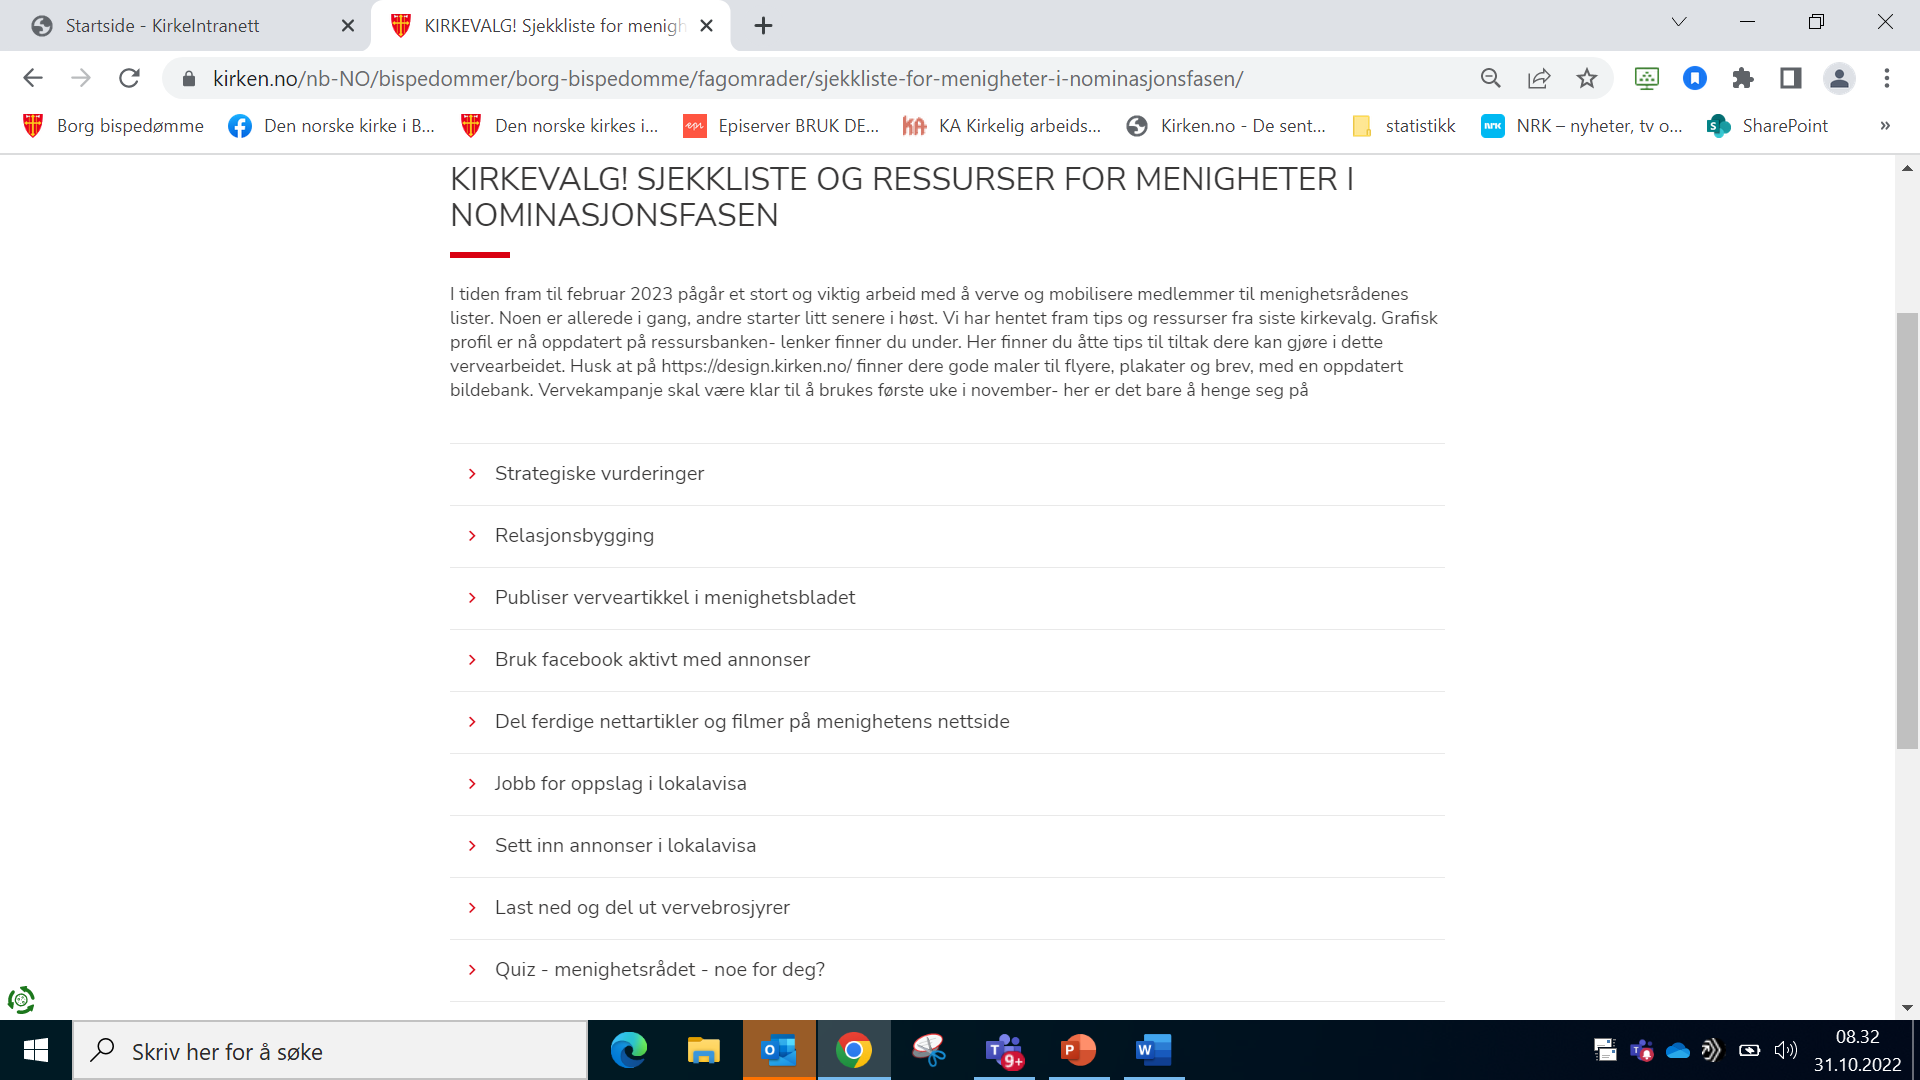 Startside - KirkeIntranett
KIRKEVALG! Sjekkliste for menigh
kirken.no/nb-NO/bispedommer/borg-bispedomme/fagomrader/sjekkliste-for-menigheter-i-nominasjonsfasen/
Borg bispedømme
Den norske kirke i B...
Den norske kirkes i...
epi
Episerver BRUK DE...
KA
KA Kirkelig arbeids...
Kirken.no - De sent...
statistikk
NRK
NRK – nyheter, tv o...
S
SharePoint
»
KIRKEVALG! SJEKKLISTE OG RESSURSER FOR MENIGHETER I
NOMINASJONSFASEN
I tiden fram til februar 2023 pågår et stort og viktig arbeid med å verve og mobilisere medlemmer til menighetsrådenes
lister. Noen er allerede i gang, andre starter litt senere i høst. Vi har hentet fram tips og ressurser fra siste kirkevalg. Grafisk
profil er nå oppdatert på ressursbanken- lenker finner du under. Her finner du åtte tips til tiltak dere kan gjøre i dette
vervearbeidet. Husk at på https://design.kirken.no/ finner dere gode maler til flyere, plakater og brev, med en oppdatert
bildebank. Vervekampanje skal være klar til å brukes første uke i november- her er det bare å henge seg på
Strategiske vurderinger
Relasjonsbygging
Publiser verveartikkel i menighetsbladet
Bruk facebook aktivt med annonser
Del ferdige nettartikler og filmer på menighetens nettside
Jobb for oppslag i lokalavisa
Sett inn annonser i lokalavisa
Last ned og del ut vervebrosjyrer
Quiz - menighetsrådet - noe for deg?
Skriv her for å søke
O
T
9+
P
W
08.32
31.10.2022